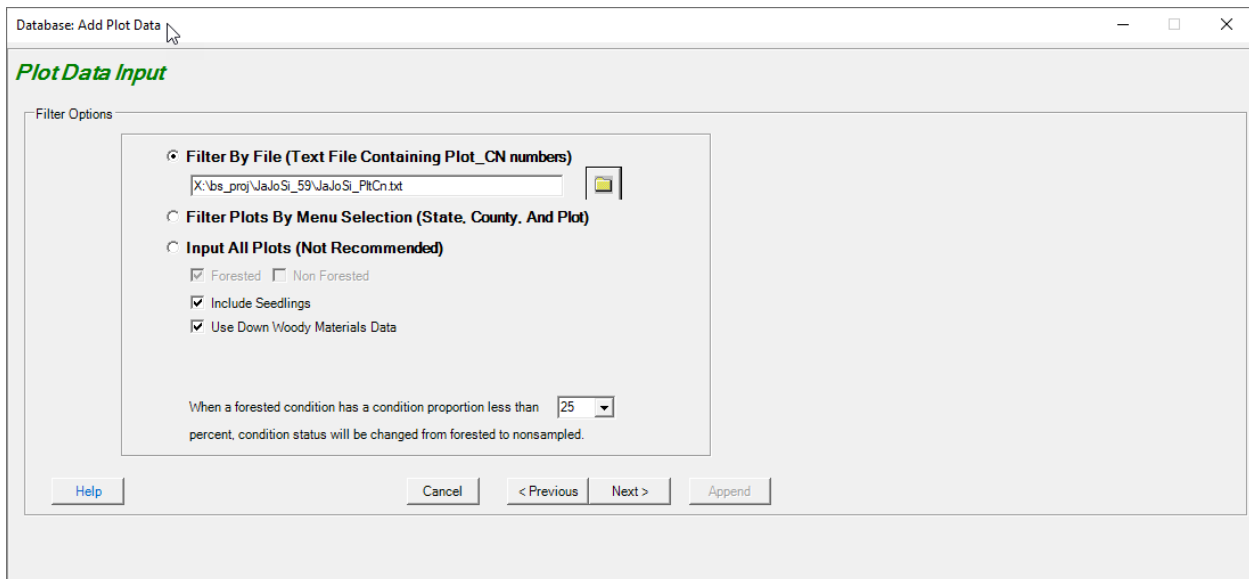 Database: Add Plot Data
Plot Data Input
Filter Options
Filter By File (Text File Containing Plot_CN numbers)
X:\bs_proj\JaJoSi_59\JaJoSi_PltCn.txt
Filter Plots By Menu Selection (State, County, And Plot)
Input All Plots (Not Recommended)
Forested Non Forested
Include Seedlings
Use Down Woody Materials Data
When a forested condition has a condition proportion less than 25
percent, condition status will be changed from forested to nonsampled.
Help Cancel < Previous Next > Append